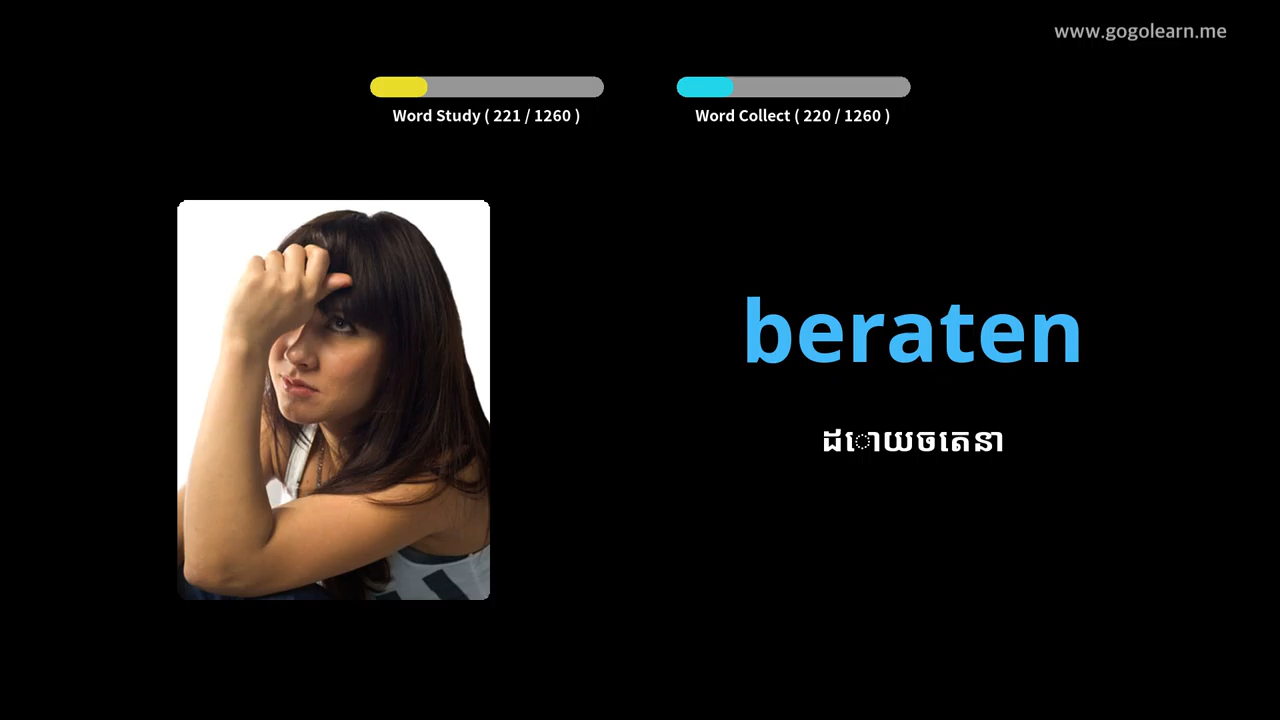 www.gogolearn.me
Word Study ( 221 / 1260 )
Word Collect ( 220 / 1260 )
beraten
ដោយចតេនា